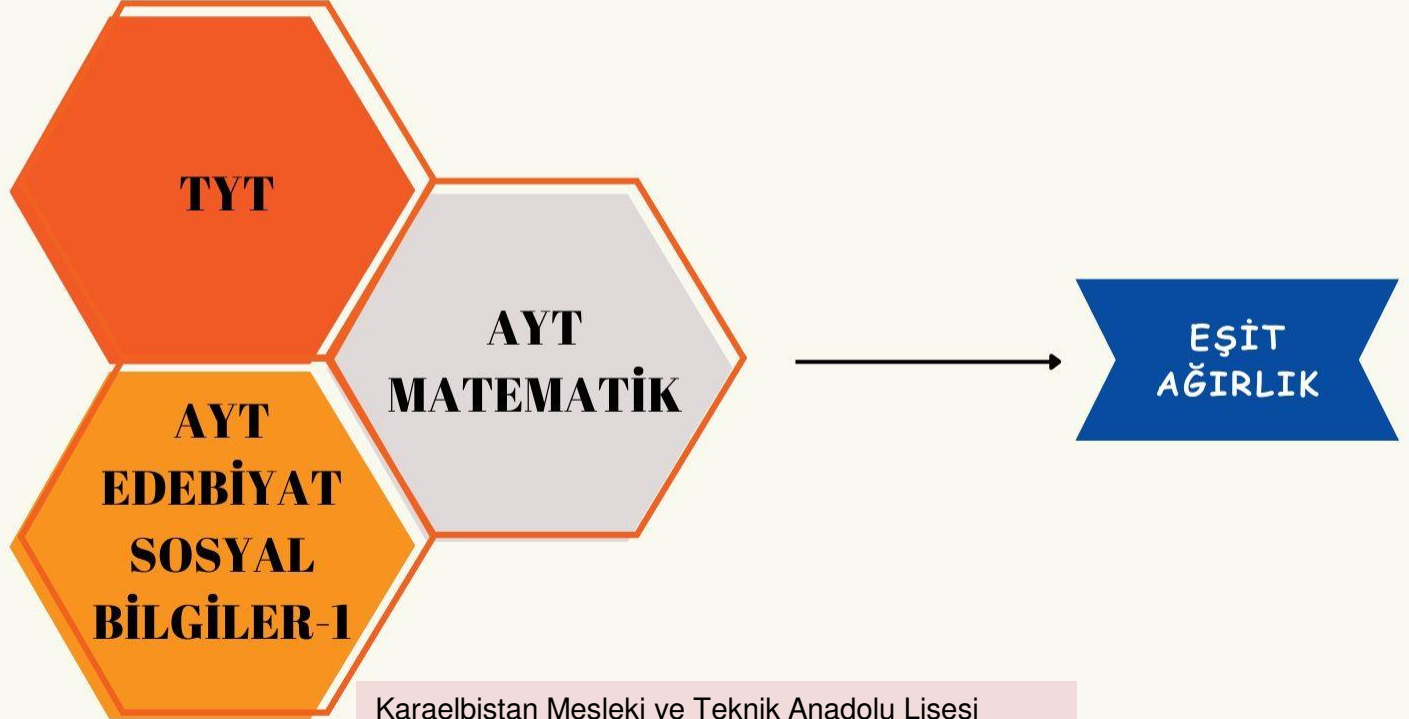 TYT
AYT
MATEMATİK
AYT
EDEBİYAT
SOSYAL
BİLGİLER-1
EŞİT
AĞIRLIK
Karaelbistan Mesleki ve Teknik Anadolu Lisesi